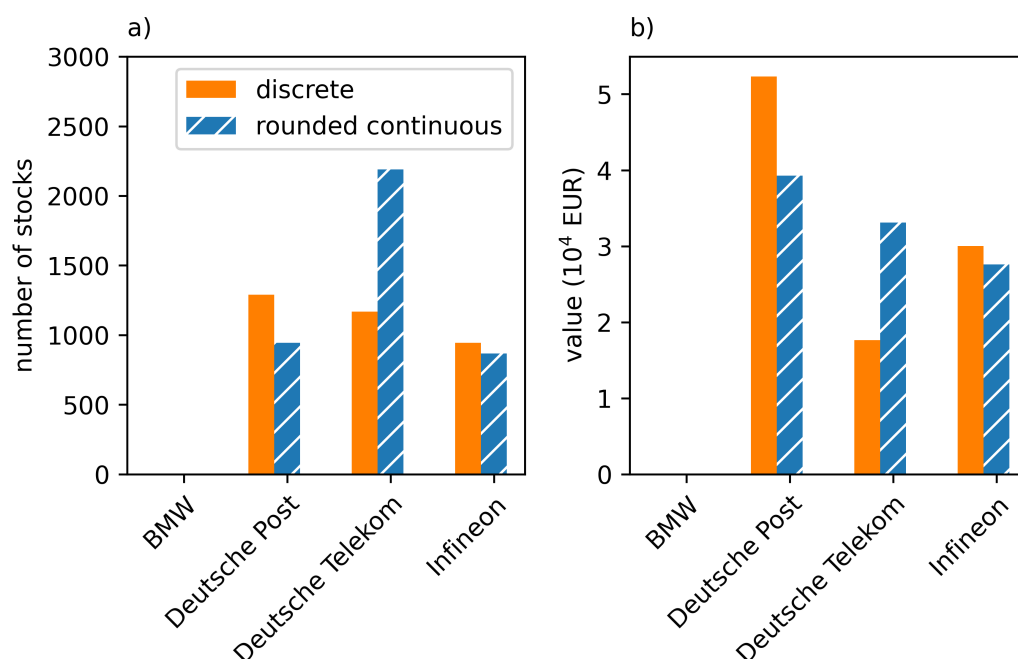 a)
number of stocks
3000
2500
2000
1500
1000
500
0
discrete
rounded continuous
BMW
Deutsche Post
Deutsche Telekom
Infineon
b)
value (10⁴ EUR)
5
4
3
2
1
0
BMW
Deutsche Post
Deutsche Telekom
Infineon